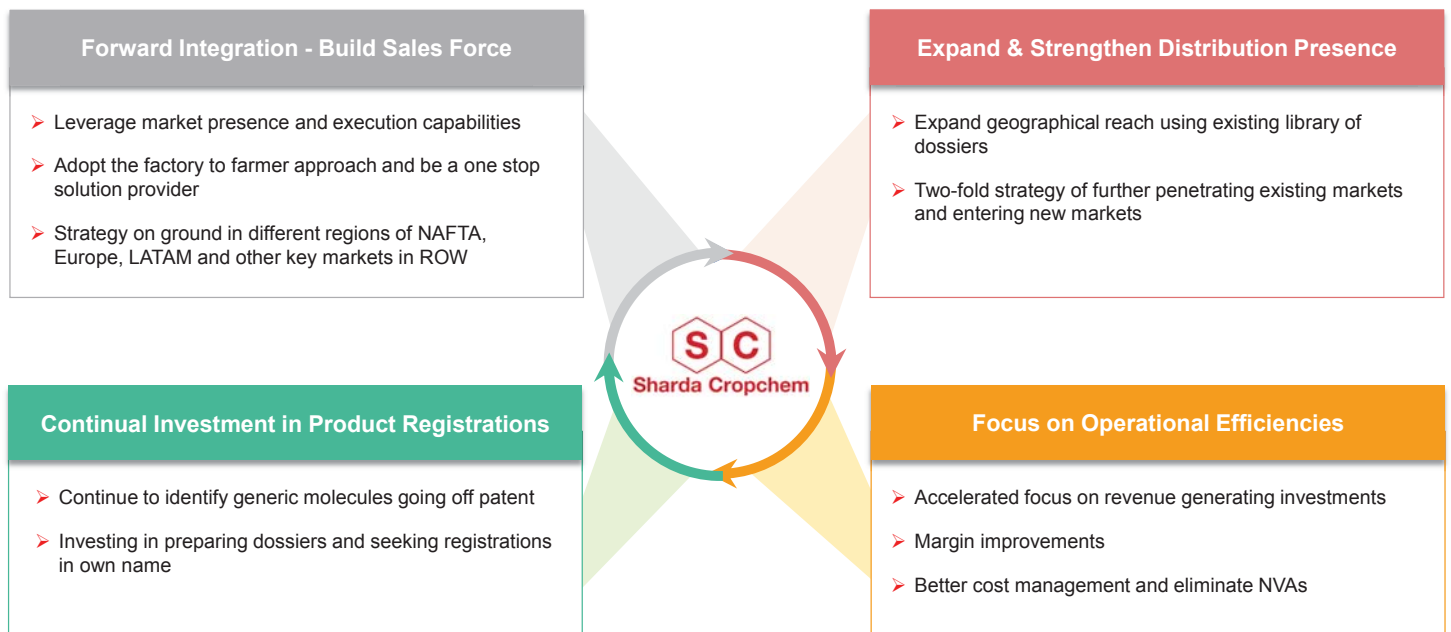 Forward Integration - Build Sales Force
➢ Leverage market presence and execution capabilities
➢ Adopt the factory to farmer approach and be a one stop
solution provider
➢ Strategy on ground in different regions of NAFTA,
Europe, LATAM and other key markets in ROW
Expand & Strengthen Distribution Presence
➢ Expand geographical reach using existing library of
dossiers
➢ Two-fold strategy of further penetrating existing markets
and entering new markets
S C
Sharda Cropchem
Continual Investment in Product Registrations
➢ Continue to identify generic molecules going off patent
➢ Investing in preparing dossiers and seeking registrations
in own name
Focus on Operational Efficiencies
➢ Accelerated focus on revenue generating investments
➢ Margin improvements
➢ Better cost management and eliminate NVAs